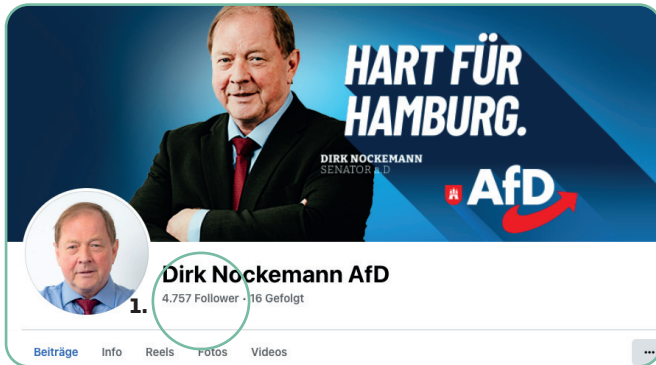 HART FÜR
HAMBURG.
DIRK NOCKEMANN
SENATOR a.D
AfD
Dirk Nockemann AfD
1. 4.757 Follower · 16 Gefolgt
Beiträge Info Reels Fotos Videos